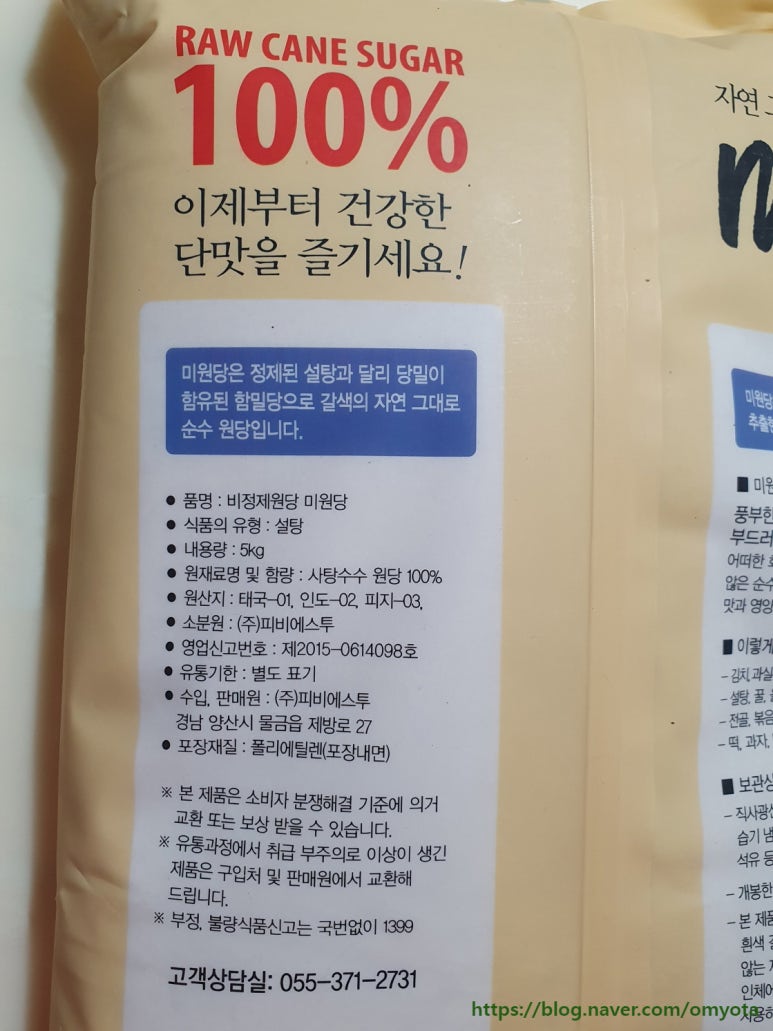 RAW CANE SUGAR
100%
이제부터 건강한
단맛을 즐기세요!
미원당은 정제된 설탕과 달리 당밀이
함유된 함밀당으로 갈색의 자연 그대로
순수 원당입니다.
● 품명 : 비정제원당 미원당
● 식품의 유형 : 설탕
● 내용량 : 5kg
● 원재료명 및 함량 : 사탕수수 원당 100%
● 원산지 : 태국-01, 인도-02, 피지-03,
● 소분원 : (주)피비에스투
● 영업신고번호 : 제2015-0614098호
● 유통기한 : 별도 표기
● 수입, 판매원 : (주)피비에스투
경남 양산시 물금읍 제방로 27
● 포장재질 : 폴리에틸렌(포장내면)
※ 본 제품은 소비자 분쟁해결 기준에 의거
교환 또는 보상 받을 수 있습니다.
※ 유통과정에서 취급 부주의로 이상이 생긴
제품은 구입처 및 판매원에서 교환해
드립니다.
※ 부정, 불량식품신고는 국번없이 1399
고객상담실: 055-371-2731
자연
■ 미원
풍부한
부드러
어떠한
않은 순수
맛과 영양
■ 이렇게
- 김치, 과실
- 설탕, 꿀,
- 전골, 볶음
- 떡, 과자,
■ 보관상
- 직사광선
습기
석유 등
- 개봉한
- 본 제품
흰색
않는
인체에
https://blog.naver.com/omyota